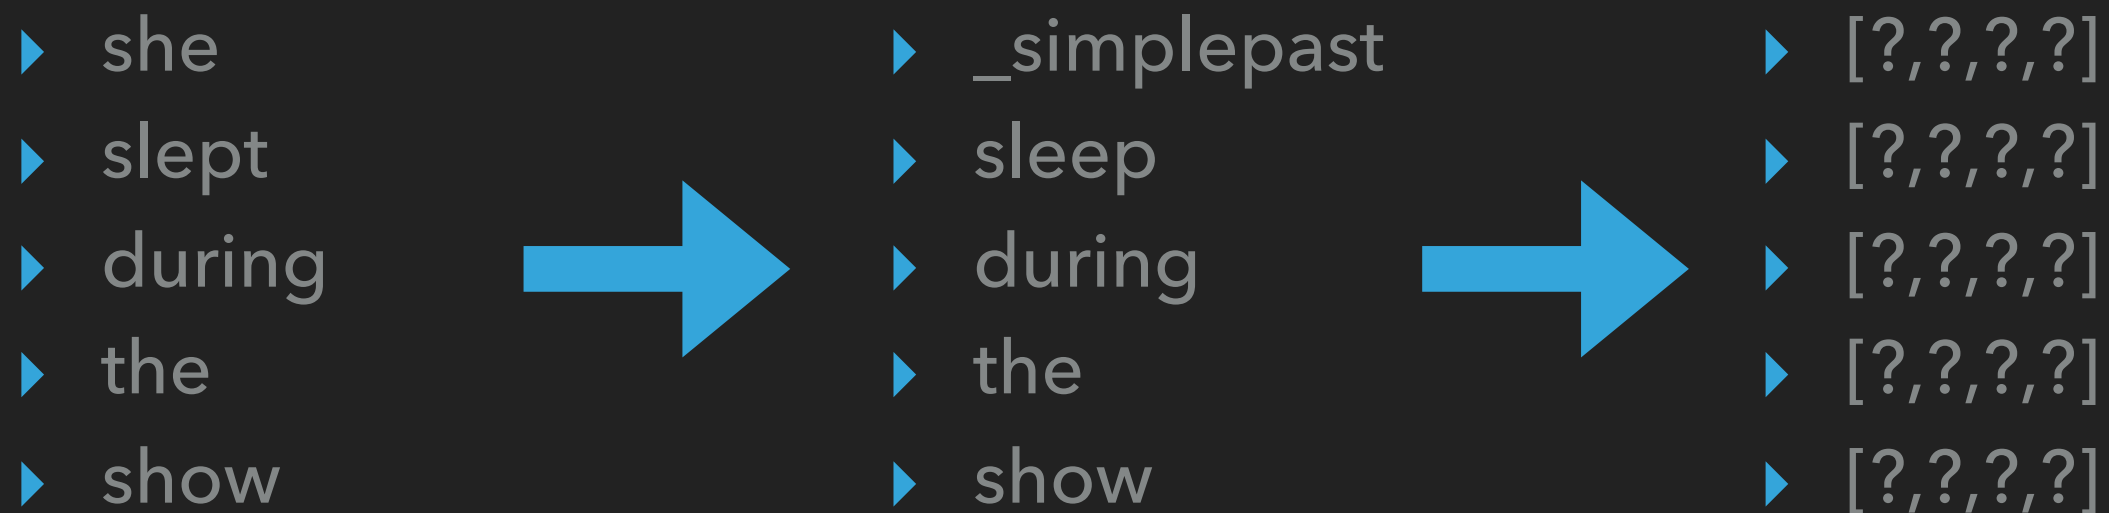 she
slept
during
the
show
_simplepast
sleep
during
the
show
[?,?,?,?]
[?,?,?,?]
[?,?,?,?]
[?,?,?,?]
[?,?,?,?]